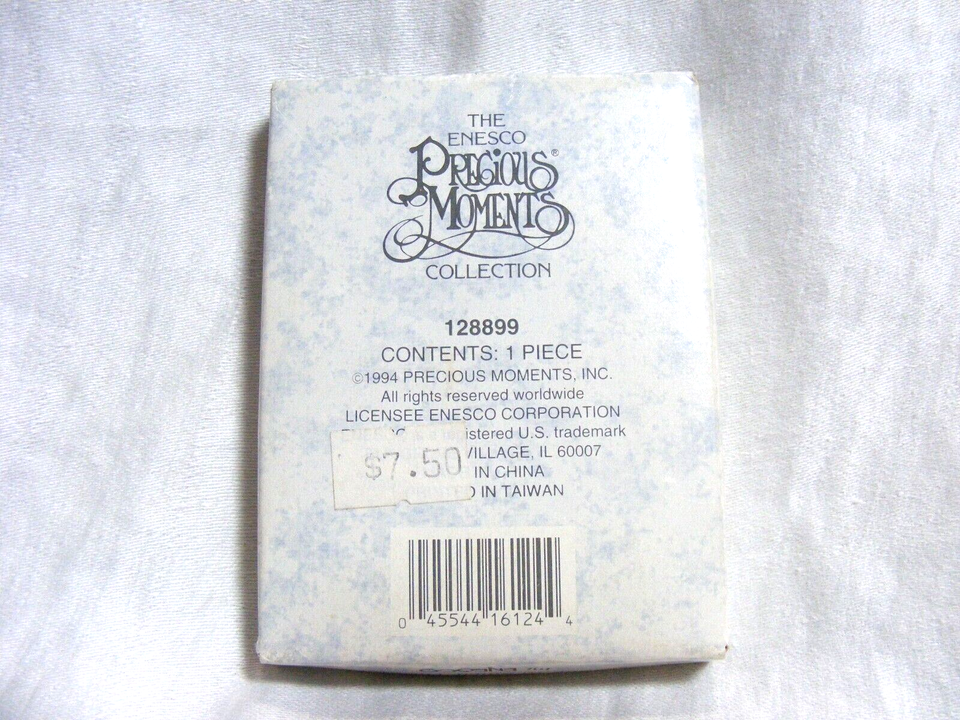 THE
ENESCO
PRECIOUS®
MOMENTS
COLLECTION
128899
CONTENTS: 1 PIECE
©1994 PRECIOUS MOMENTS, INC.
All rights reserved worldwide
LICENSEE ENESCO CORPORATION
U.S. trademark
VILLAGE, IL 60007
$7.50
IN CHINA
IN TAIWAN
0 45544 16124 4